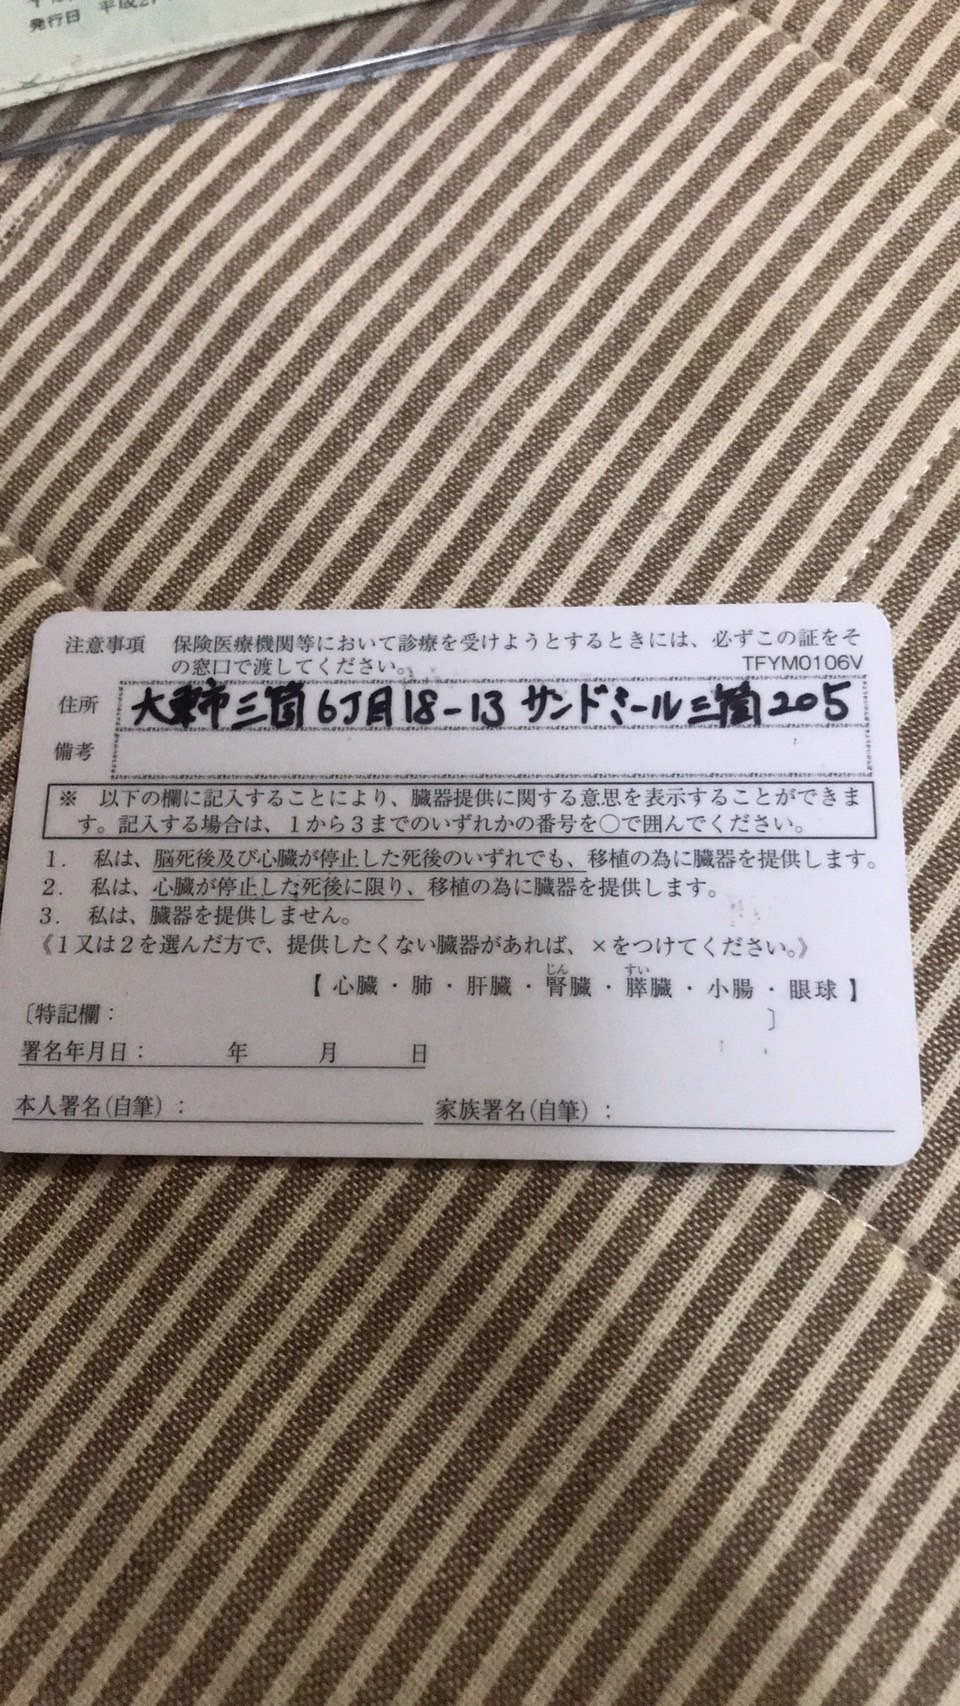 発行日 平成27
注意事項 保険医療機関等において診療を受けようとするときには、必ずこの証をそ
の窓口で渡してください。 TFYM0106V
住所 大東市三箇6丁目18-13 サンドミール三箇205
備考
※ 以下の欄に記入することにより、臓器提供に関する意思を表示することができま
す。記入する場合は、1から3までのいずれかの番号を○で囲んでください。
1. 私は、脳死後及び心臓が停止した死後のいずれでも、移植の為に臓器を提供します。
2. 私は、心臓が停止した死後に限り、移植の為に臓器を提供します。
3. 私は、臓器を提供しません。
《1又は2を選んだ方で、提供したくない臓器があれば、×をつけてください。》
じん すい
【 心臓・肺・肝臓・腎臓・膵臓・小腸・眼球 】
〔特記欄: 〕
署名年月日: 年 月 日
本人署名(自筆): 家族署名(自筆):